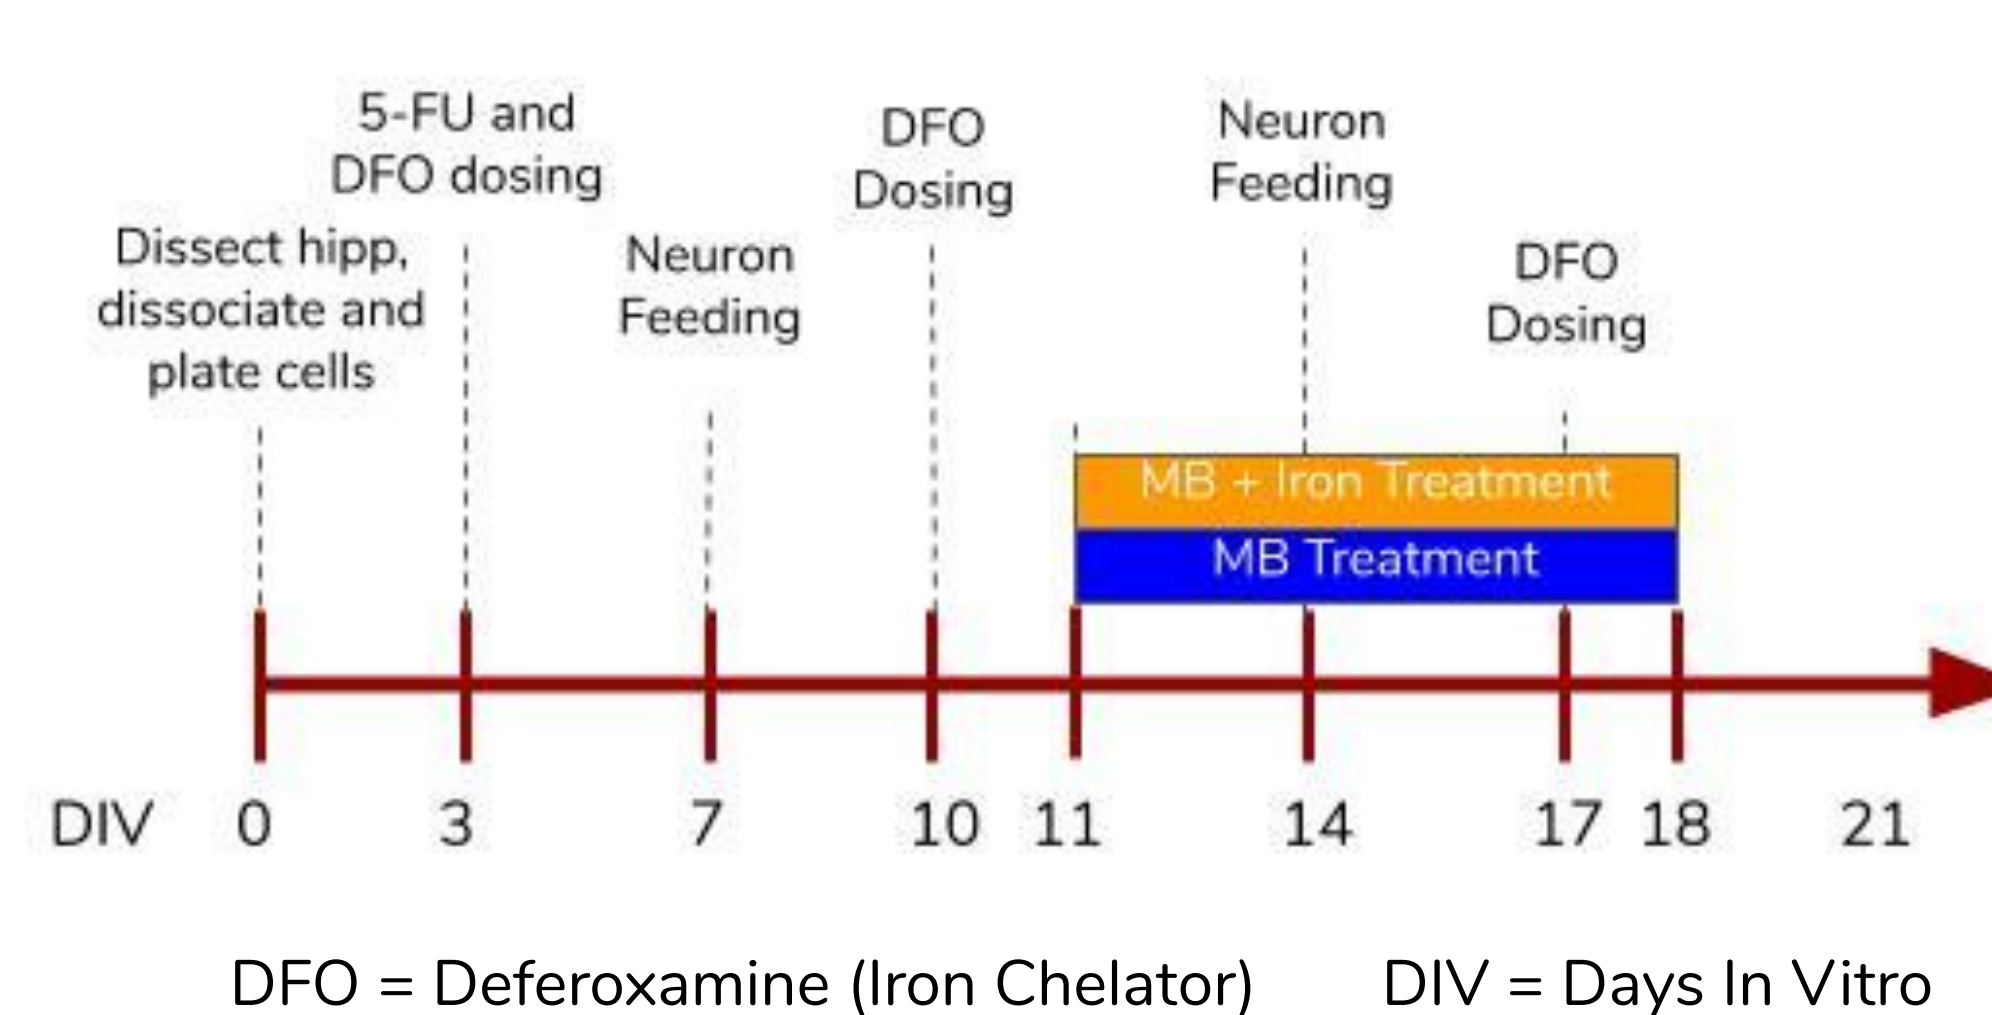 5-FU and
DFO dosing
DFO
Dosing
Neuron
Feeding
Dissect hipp,
dissociate and
plate cells
Neuron
Feeding
DFO
Dosing
MB + Iron Treatment
MB Treatment
DIV 0 3 7 10 11 14 17 18 21
DFO = Deferoxamine (Iron Chelator) DIV = Days In Vitro